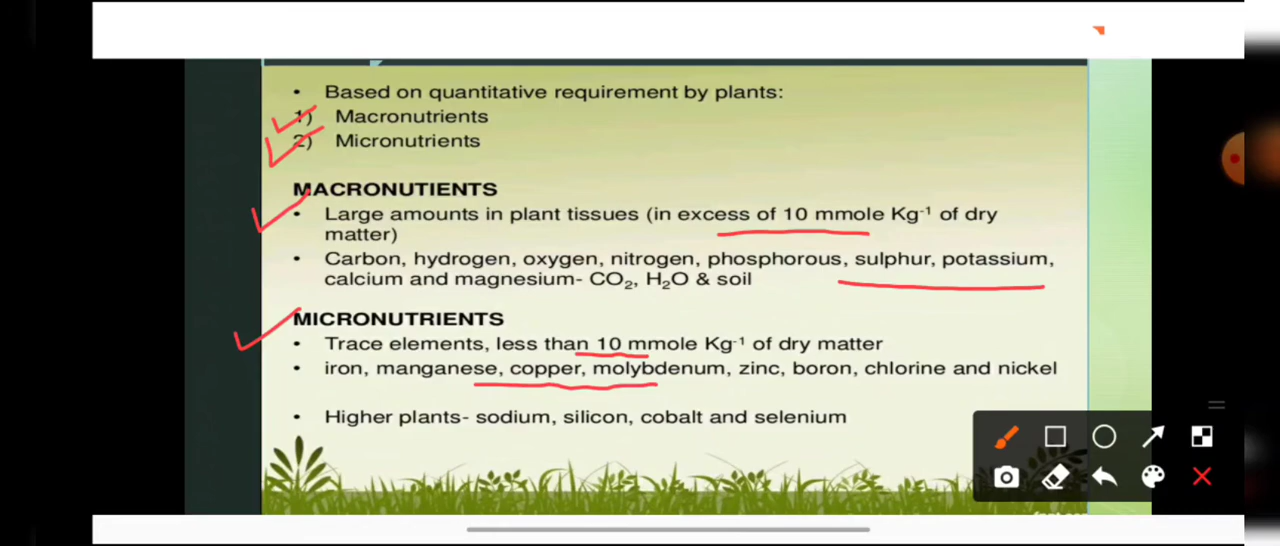 • Based on quantitative requirement by plants:
1) Macronutrients
2) Micronutrients
MACRONUTIENTS
• Large amounts in plant tissues (in excess of 10 mmole Kg⁻¹ of dry
matter)
• Carbon, hydrogen, oxygen, nitrogen, phosphorous, sulphur, potassium,
calcium and magnesium- CO₂, H₂O & soil
MICRONUTRIENTS
• Trace elements, less than 10 mmole Kg⁻¹ of dry matter
• iron, manganese, copper, molybdenum, zinc, boron, chlorine and nickel
• Higher plants- sodium, silicon, cobalt and selenium